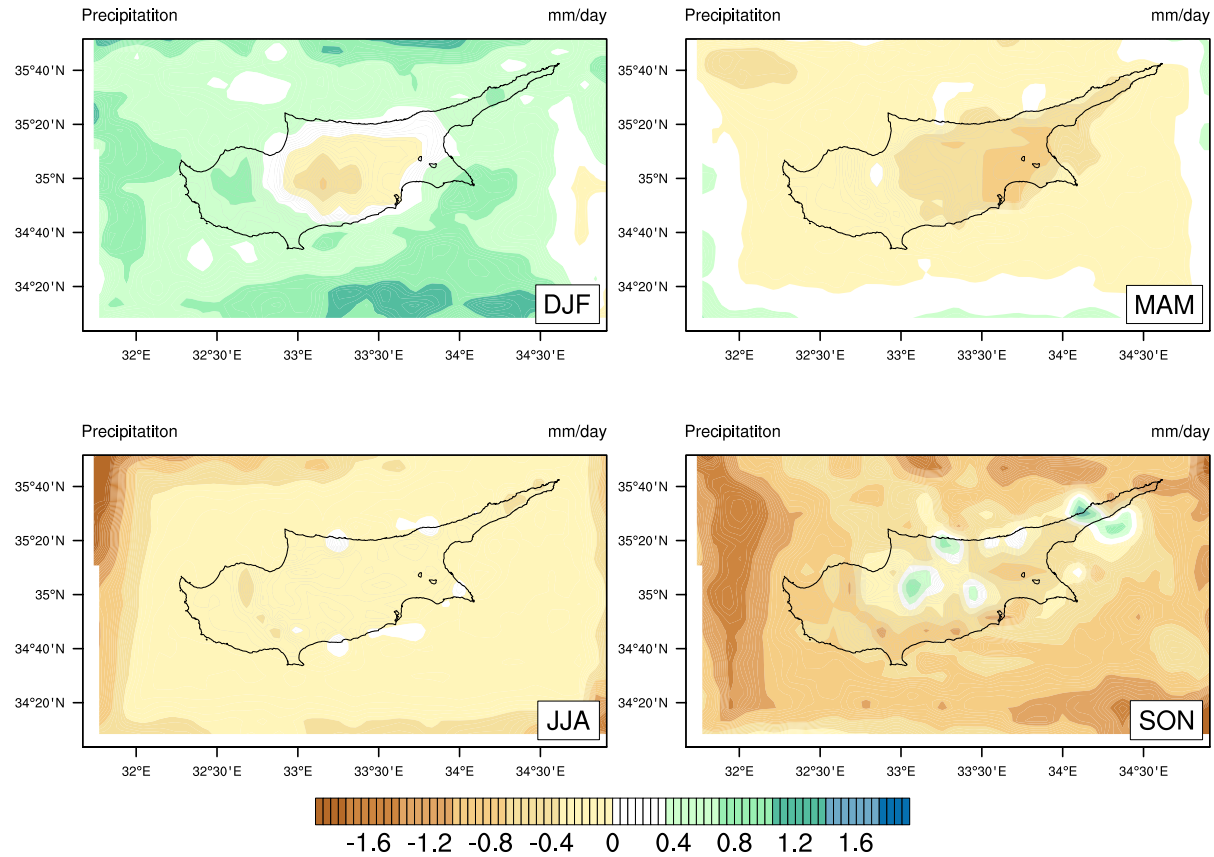 Precipitatiton mm/day Precipitatiton mm/day
35°40'N 35°40'N
35°20'N 35°20'N
35°N 35°N
34°40'N 34°40'N
34°20'N 34°20'N
DJF MAM
32°E 32°30'E 33°E 33°30'E 34°E 34°30'E 32°E 32°30'E 33°E 33°30'E 34°E 34°30'E
Precipitatiton mm/day Precipitatiton mm/day
35°40'N 35°40'N
35°20'N 35°20'N
35°N 35°N
34°40'N 34°40'N
34°20'N 34°20'N
JJA SON
32°E 32°30'E 33°E 33°30'E 34°E 34°30'E 32°E 32°30'E 33°E 33°30'E 34°E 34°30'E
-1.6 -1.2 -0.8 -0.4 0 0.4 0.8 1.2 1.6